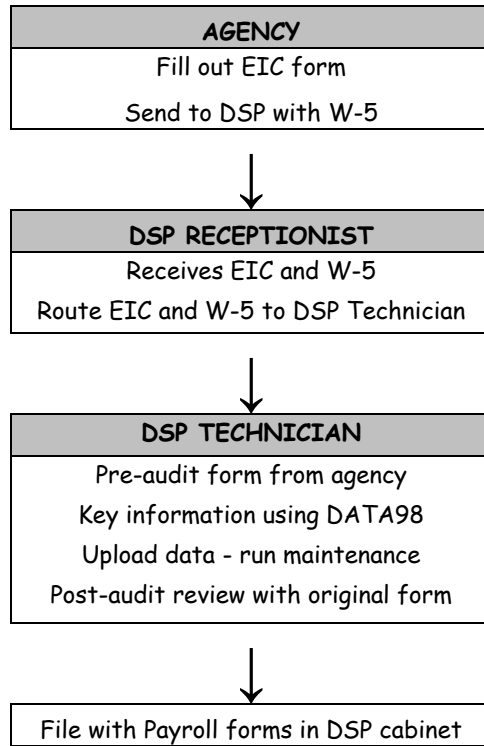 AGENCY
Fill out EIC form
Send to DSP with W-5
DSP RECEPTIONIST
Receives EIC and W-5
Route EIC and W-5 to DSP Technician
DSP TECHNICIAN
Pre-audit form from agency
Key information using DATA98
Upload data - run maintenance
Post-audit review with original form
File with Payroll forms in DSP cabinet